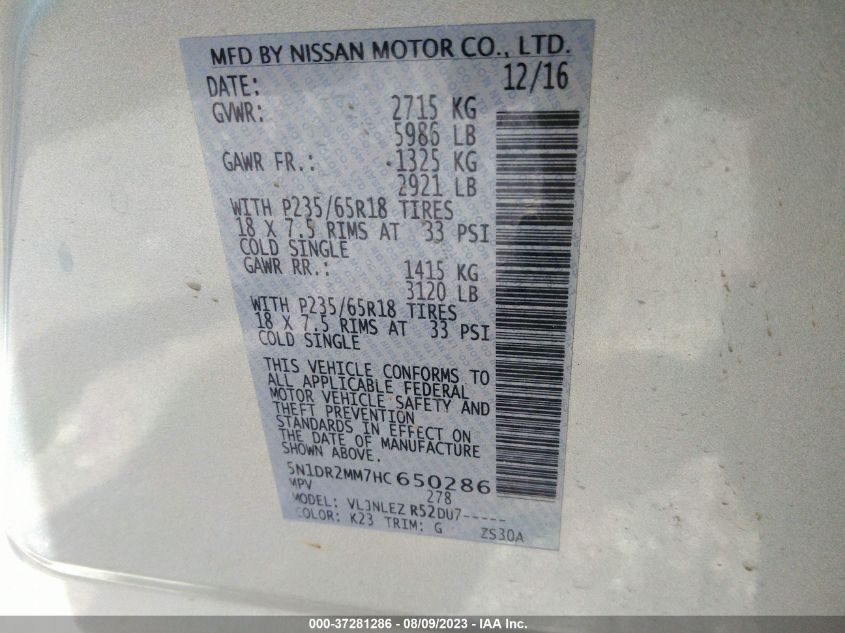 MFD BY NISSAN MOTOR CO., LTD.
DATE: 12/16
GVWR: 2715 KG
5986 LB
GAWR FR.: 1325 KG
2921 LB
WITH P235/65R18 TIRES
18 X 7.5 RIMS AT 33 PSI
COLD SINGLE
GAWR RR.: 1415 KG
3120 LB
WITH P235/65R18 TIRES
18 X 7.5 RIMS AT 33 PSI
COLD SINGLE
THIS VEHICLE CONFORMS TO
ALL APPLICABLE FEDERAL
MOTOR VEHICLE SAFETY AND
THEFT PREVENTION
STANDARDS IN EFFECT ON
THE DATE OF MANUFACTURE
SHOWN ABOVE.
5N1DR2MM7HC650286
MPV 278
MODEL: VL3NLEZ R52DU7-----
COLOR: K23 TRIM: G ZS30A
000-37281286 - 08/09/2023 - IAA Inc.